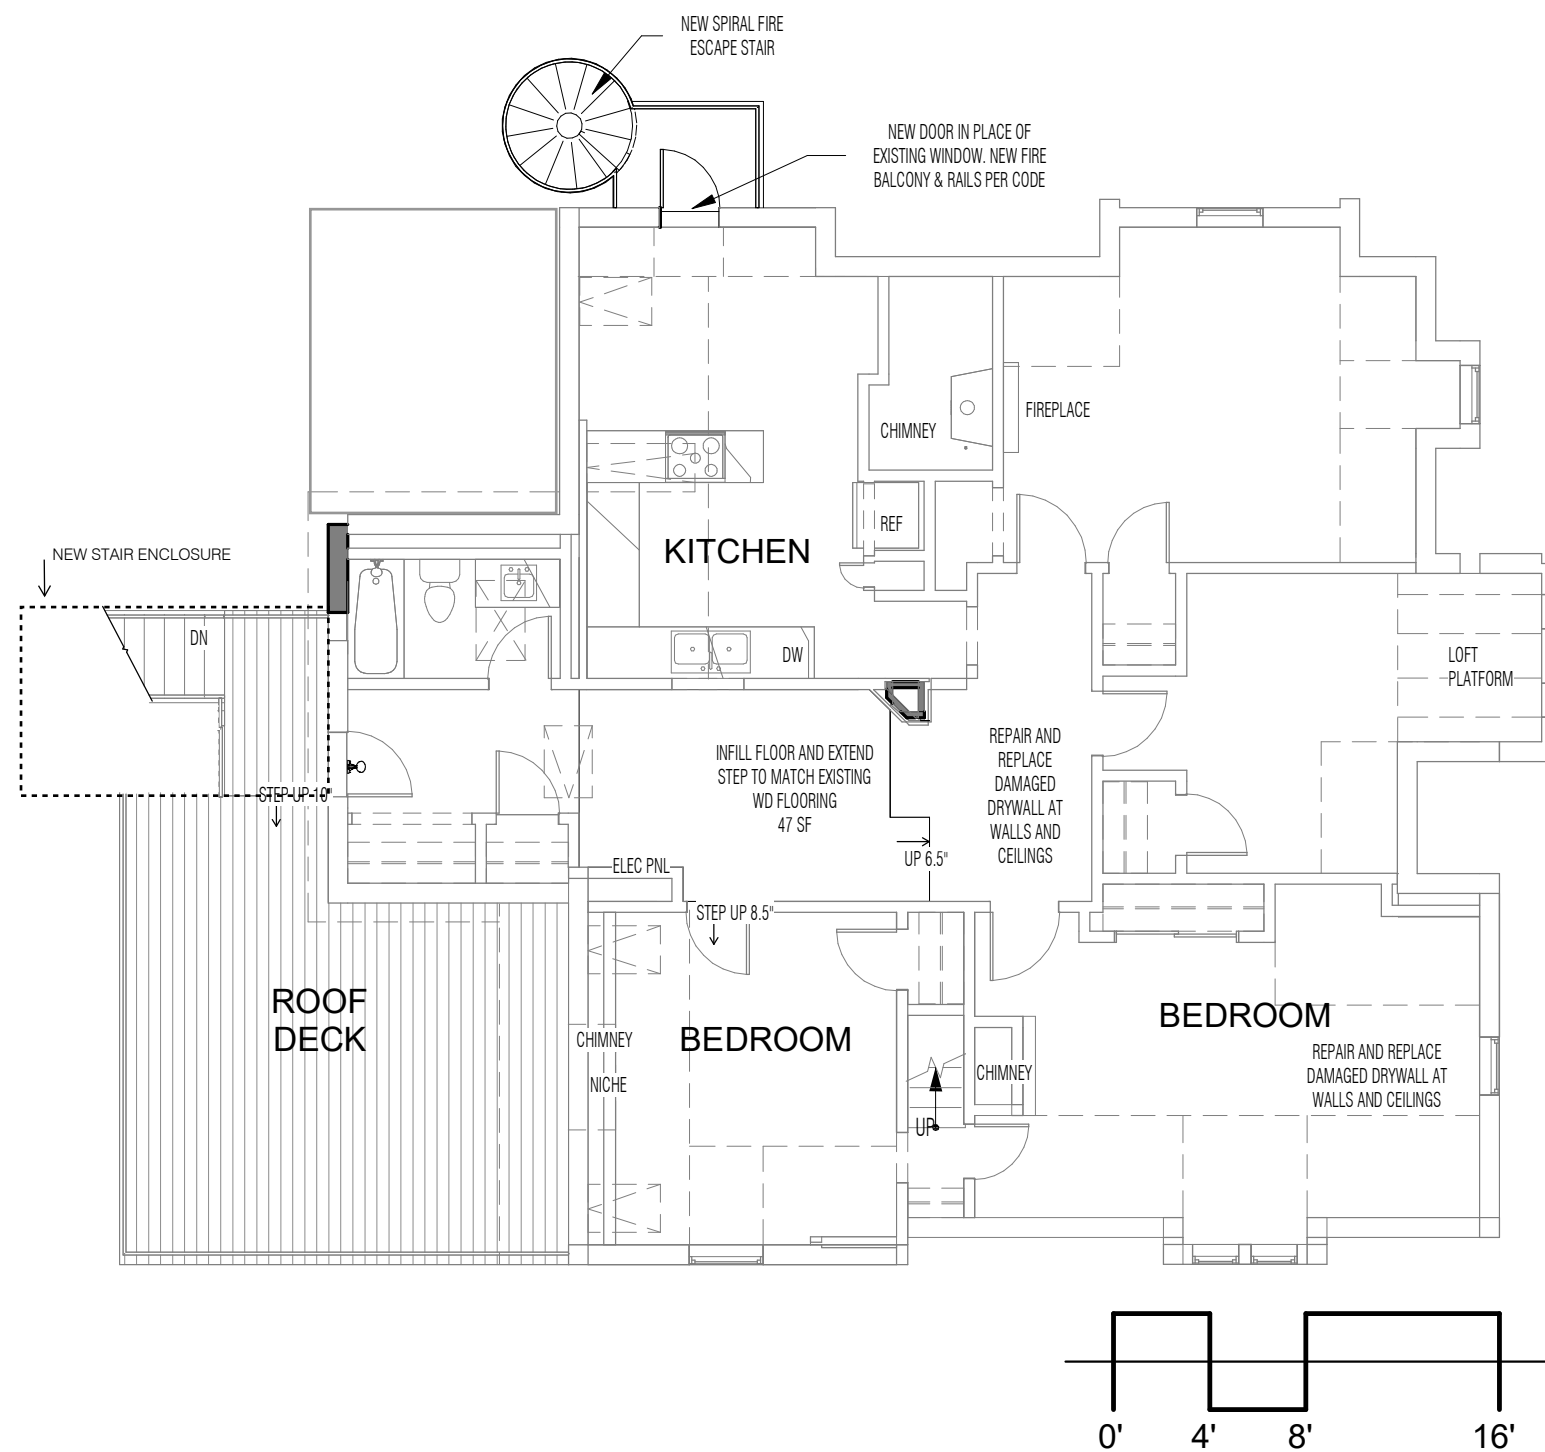 NEW SPIRAL FIRE
ESCAPE STAIR
NEW DOOR IN PLACE OF
EXISTING WINDOW. NEW FIRE
BALCONY & RAILS PER CODE
FIREPLACE
CHIMNEY
REF
KITCHEN
NEW STAIR ENCLOSURE
DN
DW
LOFT
PLATFORM
INFILL FLOOR AND EXTEND
STEP TO MATCH EXISTING
WD FLOORING
47 SF
REPAIR AND
REPLACE
DAMAGED
DRYWALL AT
WALLS AND
CEILINGS
STEP UP 10"
UP 6.5"
ELEC PNL
STEP UP 8.5"
ROOF
DECK
CHIMNEY
NICHE
BEDROOM
CHIMNEY
UP
BEDROOM
REPAIR AND REPLACE
DAMAGED DRYWALL AT
WALLS AND CEILINGS
0' 4' 8' 16'